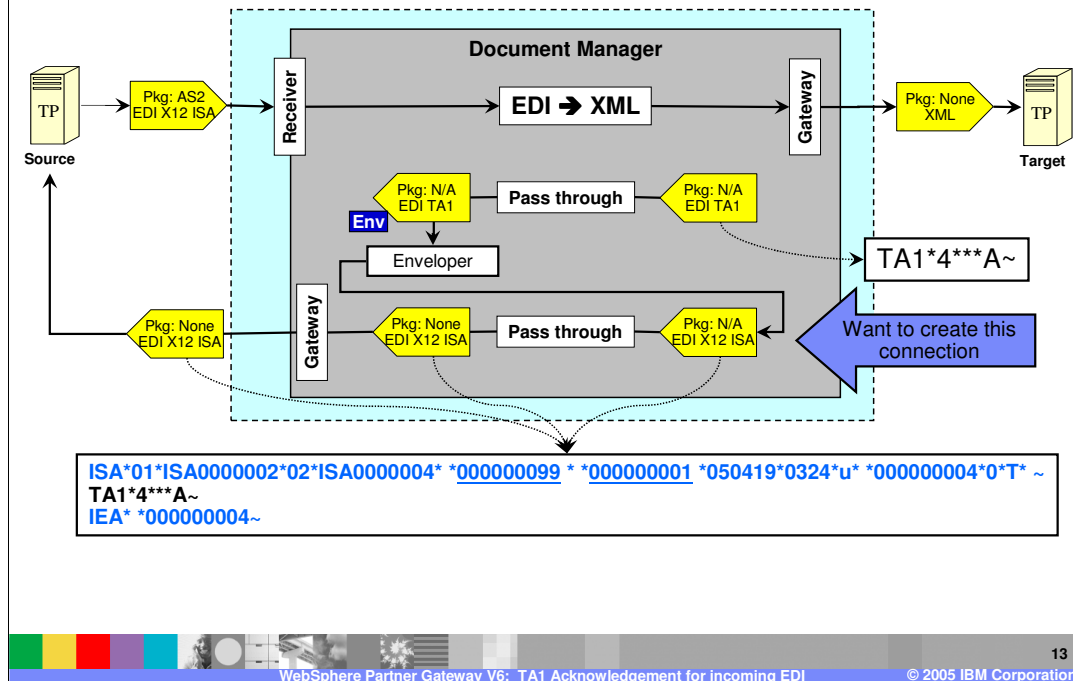 Document Manager
TP
Source
Pkg: AS2
EDI X12 ISA
Receiver
EDI ➔ XML
Gateway
Pkg: None
XML
TP
Target
Pkg: N/A
EDI TA1
Env
Pass through
Pkg: N/A
EDI TA1
Enveloper
TA1*4***A~
Pkg: None
EDI X12 ISA
Gateway
Pkg: None
EDI X12 ISA
Pass through
Pkg: N/A
EDI X12 ISA
Want to create this
connection
ISA*01*ISA0000002*02*ISA0000004* *000000099 * *000000001 *050419*0324*u* *000000004*0*T* ~
TA1*4***A~
IEA* *000000004~
13
WebSphere Partner Gateway V6: TA1 Acknowledgement for incoming EDI
© 2005 IBM Corporation